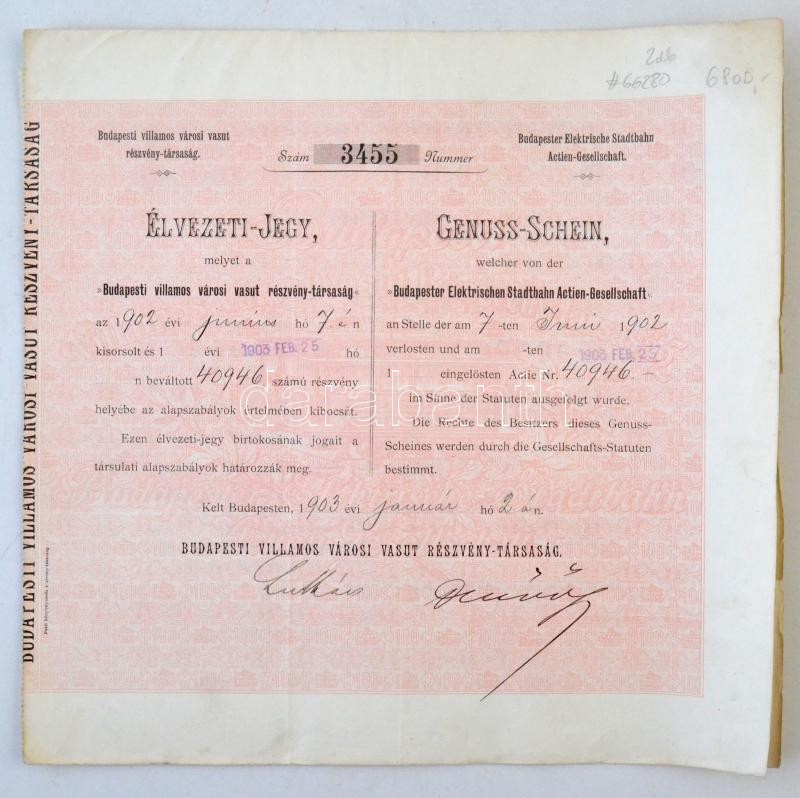 2db
#66280
6800,-
Budapesti villamos városi vasut
részvény-társaság.
Szám 3455 Nummer
Budapester Elektrische Stadtbahn
Actien-Gesellschaft.
ÉLVEZETI-JEGY,
melyet a
»Budapesti villamos városi vasut részvény-társaság«
az 1902 évi junius hó 7-én
kisorsolt és 1 évi 1903 FEB. 25 hó
n beváltott 40946 számú részvény
helyébe az alapszabályok értelmében kibocsát.
Ezen élvezeti-jegy birtokosának jogait a
társulati alapszabályok határozzák meg.
GENUSS-SCHEIN,
welcher von der
»Budapester Elektrischen Stadtbahn Actien-Gesellschaft«
an Stelle der am 7-ten Juni 1902
verlosten und am -ten 1903 FEB. 25
1 eingelösten Actie Nr. 40946.-
im Sinne der Statuten ausgefolgt wurde.
Die Rechte des Besitzers dieses Genuss-
Scheines werden durch die Gesellschafts-Statuten
bestimmt.
Kelt Budapesten, 1903 évi január hó 2-án.
BUDAPESTI VILLAMOS VÁROSI VASUT RÉSZVÉNY-TÁRSASÁG.
BUDAPESTI VILLAMOS VÁROSI VASUT RÉSZVÉNY-TÁRSASÁG
darabanth